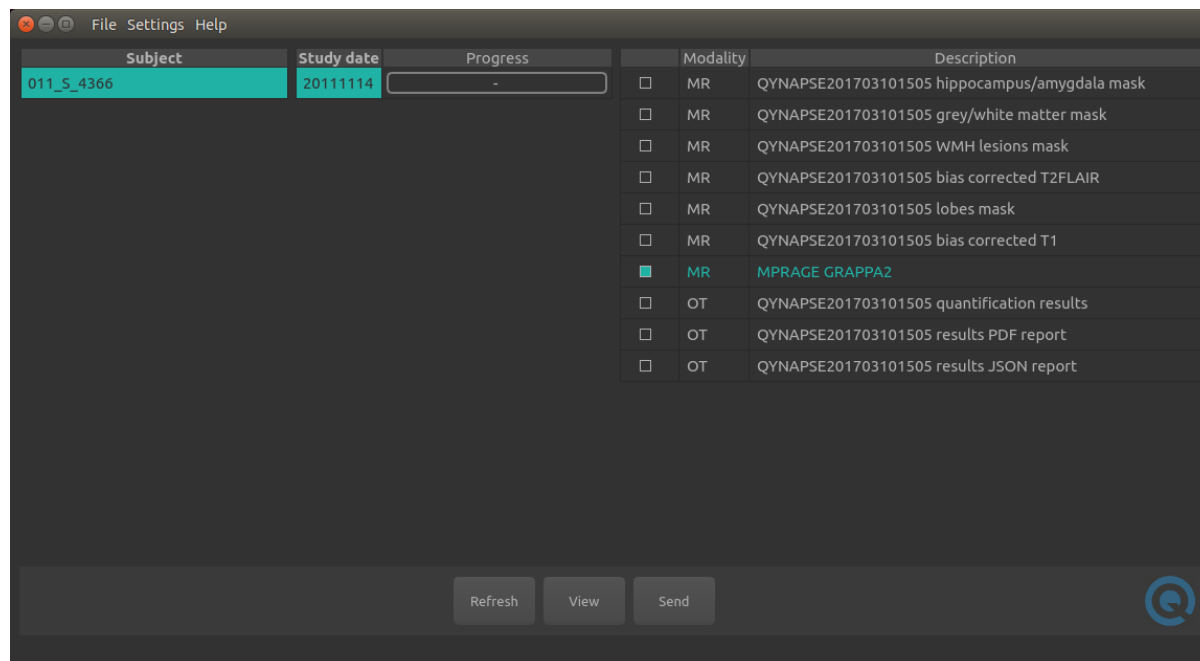 File Settings Help
Subject Study date Progress
011_S_4366 20111114 -
Modality Description
MR QYNAPSE201703101505 hippocampus/amygdala mask
MR QYNAPSE201703101505 grey/white matter mask
MR QYNAPSE201703101505 WMH lesions mask
MR QYNAPSE201703101505 bias corrected T2FLAIR
MR QYNAPSE201703101505 lobes mask
MR QYNAPSE201703101505 bias corrected T1
MR MPRAGE GRAPPA2
OT QYNAPSE201703101505 quantification results
OT QYNAPSE201703101505 results PDF report
OT QYNAPSE201703101505 results JSON report
Refresh View Send